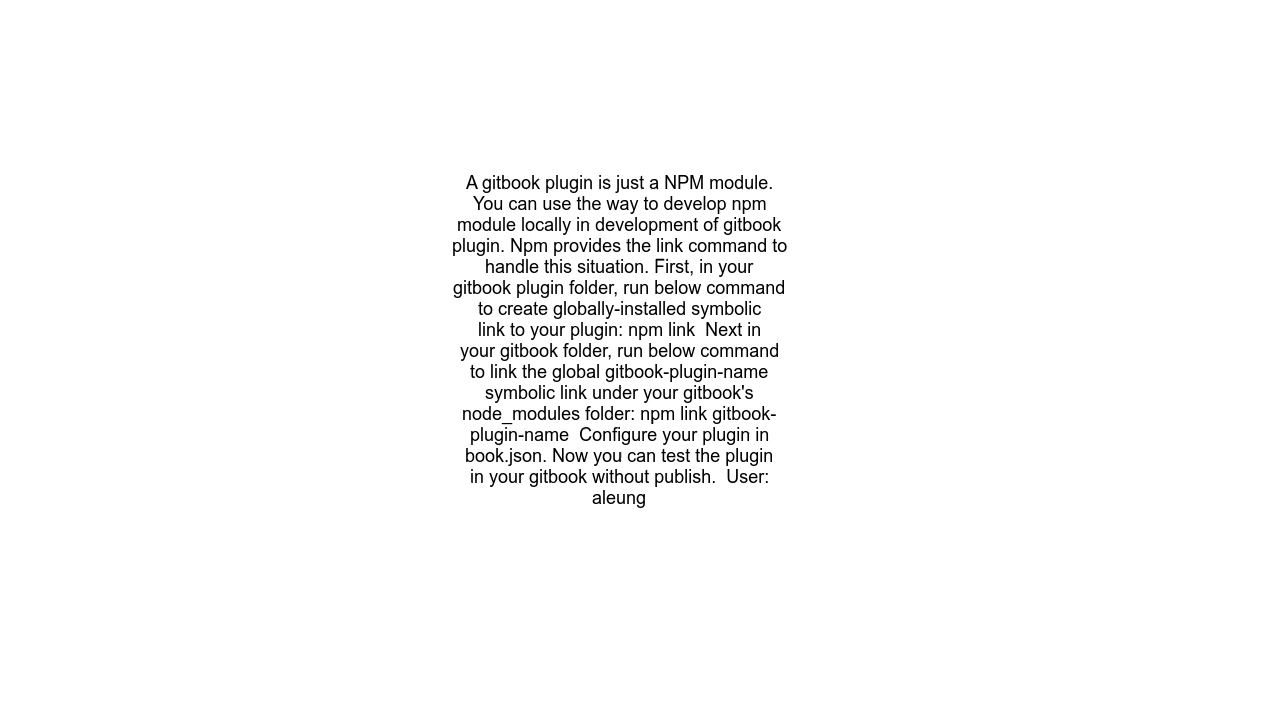 A gitbook plugin is just a NPM module.
You can use the way to develop npm
module locally in development of gitbook
plugin. Npm provides the link command to
handle this situation. First, in your
gitbook plugin folder, run below command
to create globally-installed symbolic
link to your plugin: npm link  Next in
your gitbook folder, run below command
to link the global gitbook-plugin-name
symbolic link under your gitbook's
node_modules folder: npm link gitbook-
plugin-name  Configure your plugin in
book.json. Now you can test the plugin
in your gitbook without publish.  User:
aleung